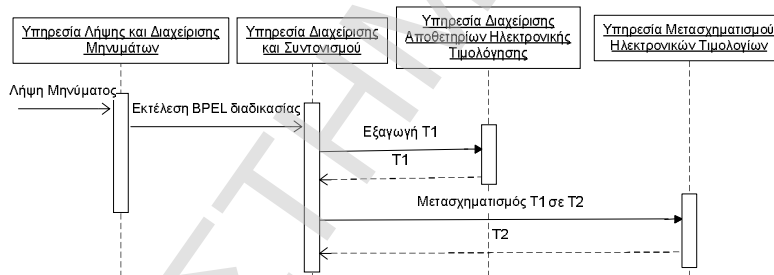 Υπηρεσία Λήψης και Διαχείρισης
Μηνυμάτων
Υπηρεσία Διαχείρισης
και Συντονισμού
Υπηρεσία Διαχείρισης
Αποθετηρίων Ηλεκτρονικής
Τιμολόγησης
Υπηρεσία Μετασχηματισμού
Ηλεκτρονικών Τιμολογίων
Λήψη Μηνύματος
Εκτέλεση BPEL διαδικασίας
Εξαγωγή Τ1
Τ1
Μετασχηματισμός Τ1 σε Τ2
Τ2